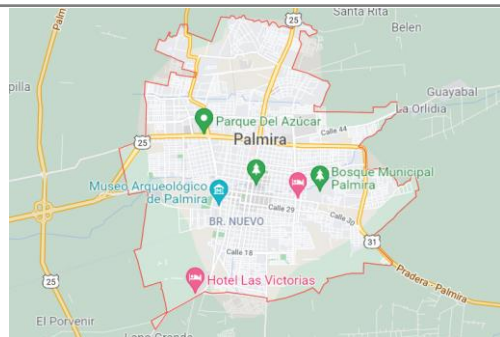 25
Santa Rita
Belen
pilla
Guayabal
La Orlidia
Parque Del Azúcar
Calle 44
25
Palmira
Museo Arqueológico
de Palmira
Bosque Municipal
Palmira
Calle 29
Calle 30
BR. NUEVO
31
Calle 18
Pradera - Palmira
25
Hotel Las Victorias
El Porvenir